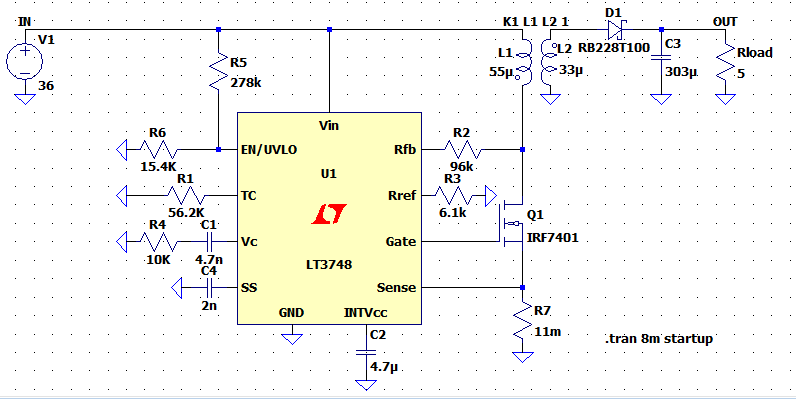 IN
K1 L1 L2 1
D1
OUT
V1
R5
L1
L2
RB228T100
C3
Rload
36
278k
55µ
33µ
303µ
5
Vin
R6
EN/UVLO
Rfb
R2
15.4K
U1
96k
R1
TC
Rref
R3
56.2K
6.1k
Q1
R4
C1
Vc
Gate
IRF7401
10K
4.7n
LT3748
C4
SS
Sense
2n
GND
INTVcc
R7
11m
C2
.tran 8m startup
4.7µ